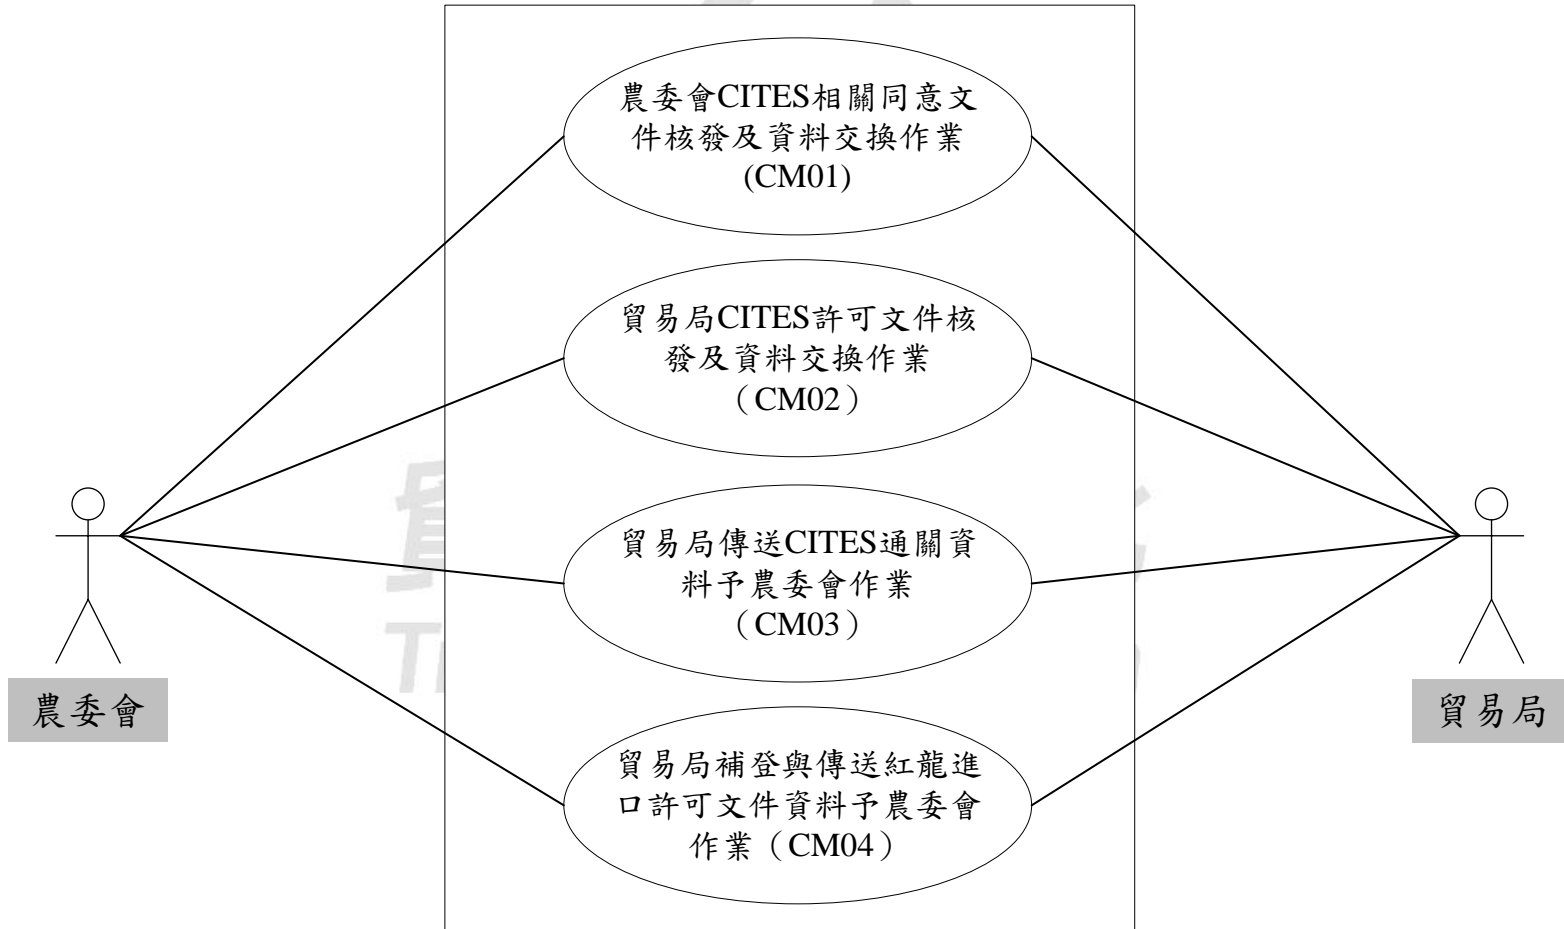 農委會CITES相關同意文
件核發及資料交換作業
(CM01)
貿易局CITES許可文件核
發及資料交換作業
（CM02）
貿易局傳送CITES通關資
料予農委會作業
（CM03）
貿易局補登與傳送紅龍進
口許可文件資料予農委會
作業（CM04）
農委會
貿易局